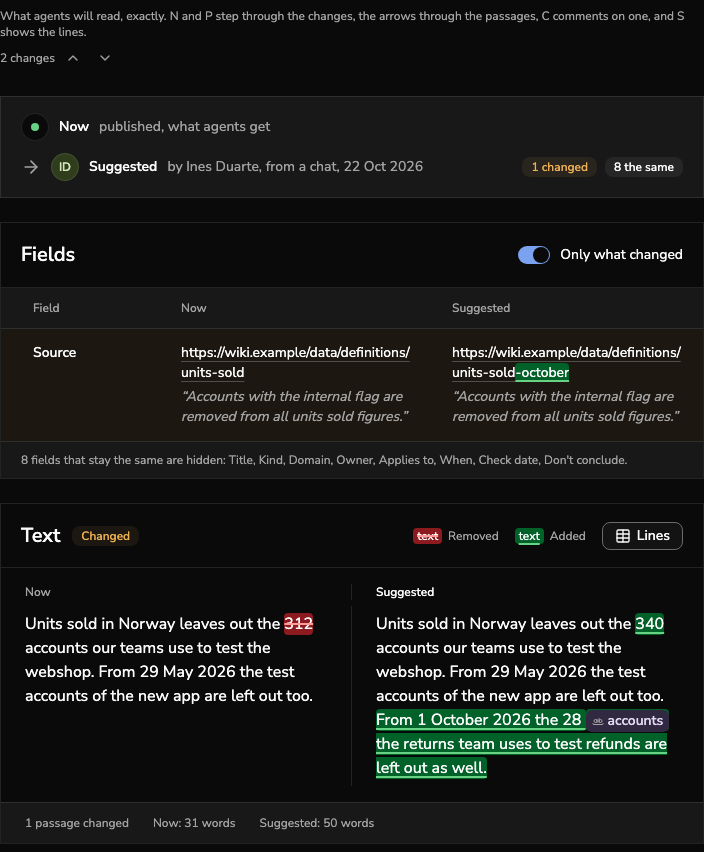 What agents will read, exactly. N and P step through the changes, the arrows through the passages, C comments on one, and S
shows the lines.
2 changes
Now published, what agents get
ID Suggested by Ines Duarte, from a chat, 22 Oct 2026 1 changed 8 the same
Fields Only what changed
Field Now Suggested
Source https://wiki.example/data/definitions/ https://wiki.example/data/definitions/
units-sold units-sold-october
“Accounts with the internal flag are “Accounts with the internal flag are
removed from all units sold figures.” removed from all units sold figures.”
8 fields that stay the same are hidden: Title, Kind, Domain, Owner, Applies to, When, Check date, Don't conclude.
Text Changed text Removed text Added Lines
Now
Units sold in Norway leaves out the 312
accounts our teams use to test the
webshop. From 29 May 2026 the test
accounts of the new app are left out too.
Suggested
Units sold in Norway leaves out the 340
accounts our teams use to test the
webshop. From 29 May 2026 the test
accounts of the new app are left out too.
From 1 October 2026 the 28 accounts
the returns team uses to test refunds are
left out as well.
1 passage changed Now: 31 words Suggested: 50 words